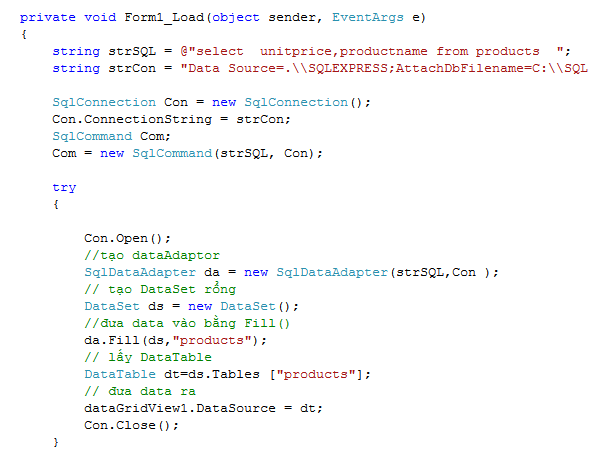 private void Form1_Load(object sender, EventArgs e)
{
string strSQL = @"select  unitprice,productname from products  ";
string strCon = "Data Source=.\\SQLEXPRESS;AttachDbFilename=C:\\SQL
SqlConnection Con = new SqlConnection();
Con.ConnectionString = strCon;
SqlCommand Com;
Com = new SqlCommand(strSQL, Con);
try
{
Con.Open();
//tạo dataAdaptor
SqlDataAdapter da = new SqlDataAdapter(strSQL,Con );
// tạo DataSet rổng
DataSet ds = new DataSet();
//đưa data vào bằng Fill()
da.Fill(ds,"products");
// lấy DataTable
DataTable dt=ds.Tables ["products"];
// đưa data ra
dataGridView1.DataSource = dt;
Con.Close();
}